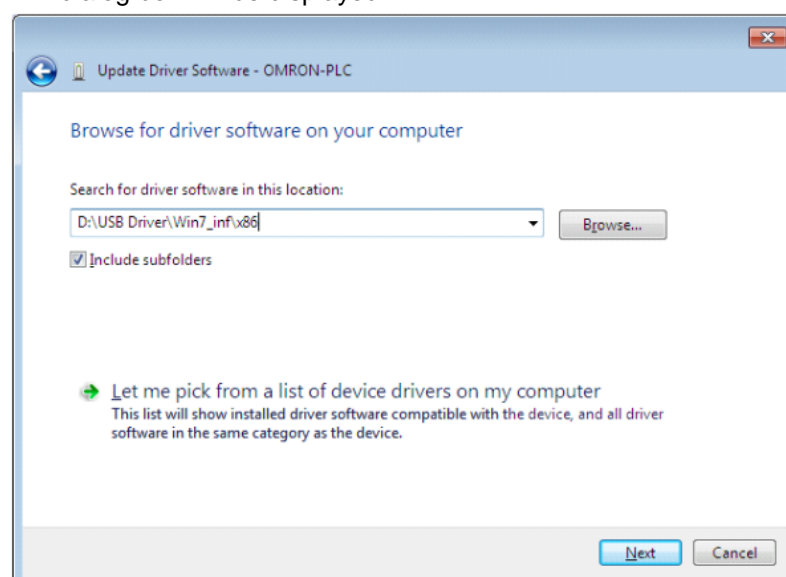 Update Driver Software - OMRON-PLC
Browse for driver software on your computer
Search for driver software in this location:
D:\USB Driver\Win7_inf\x86
Browse...
Include subfolders
Let me pick from a list of device drivers on my computer
This list will show installed driver software compatible with the device, and all driver
software in the same category as the device.
Next
Cancel